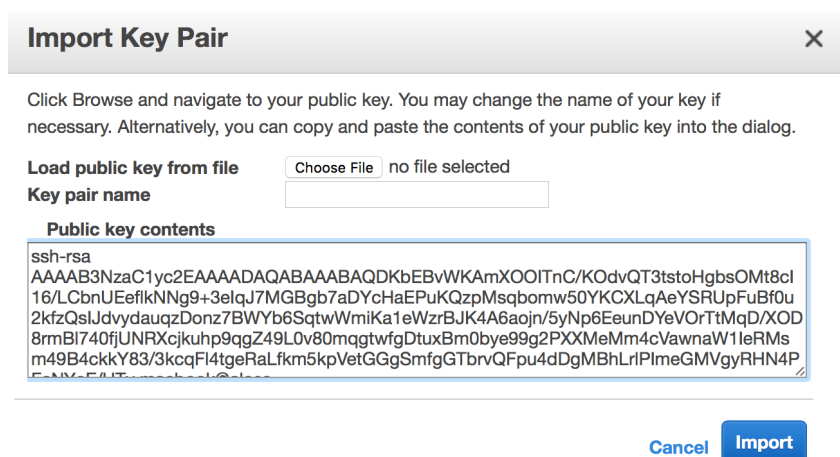 Import Key Pair
Click Browse and navigate to your public key. You may change the name of your key if
necessary. Alternatively, you can copy and paste the contents of your public key into the dialog.
Load public key from file Choose File no file selected
Key pair name
Public key contents
ssh-rsa
AAAAB3NzaC1yc2EAAAADAQABAAABAQDKbEBvWKAmXOOlTnC/KOdvQT3tstoHgbsOMt8cI
16/LCbnUEeflkNNg9+3eIqJ7MGBgb7aDYcHaEPuKQzpMsqbomw50YKCXLqAeYSRUpFuBf0u
2kfzQsIJdvydauqzDonz7BWYb6SqtwWmiKa1eWzrBJK4A6aojn/5yNp6EeunDYeVOrTtMqD/XOD
8rmBl740fjUNRXcjkuhp9qgZ49L0v80mqgtwfgDtuxBm0bye99g2PXXMeMm4cVawnaW1IeRMs
m49B4ckkY83/3kcqFl4tgeRaLfkm5kpVetGGgSmfgGTbrvQFpu4dDgMBhLrlPImeGMVgyRHN4P
Cancel Import